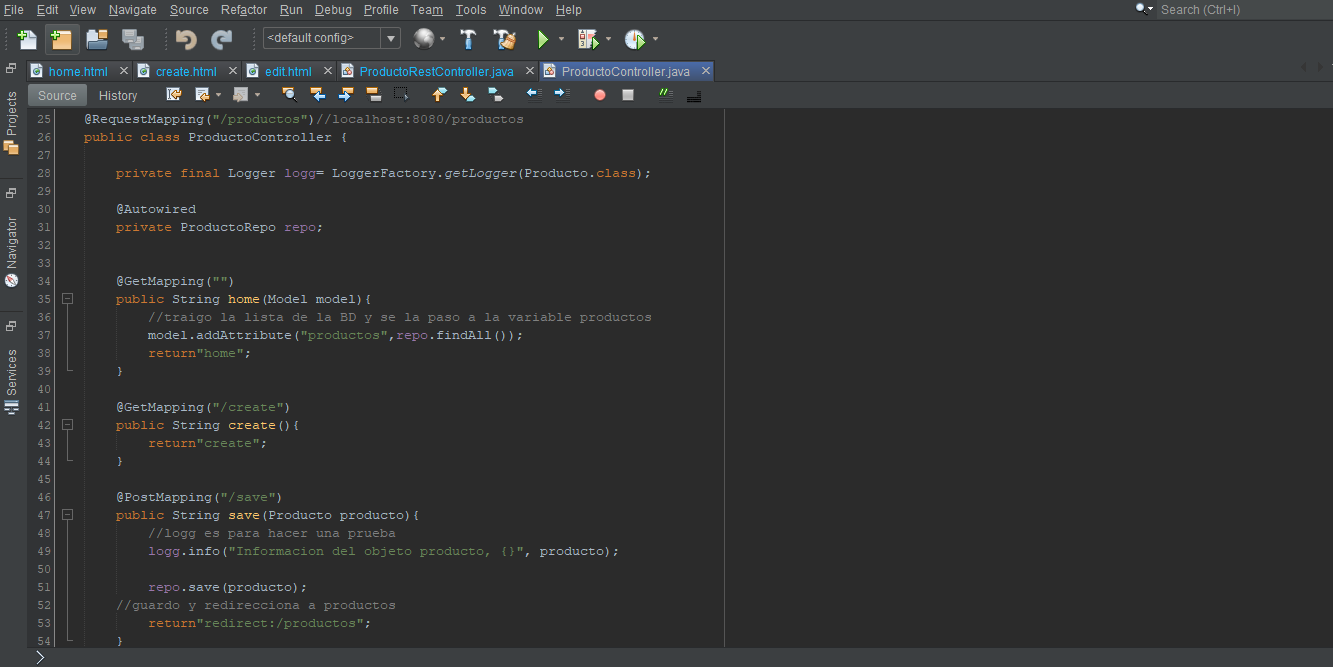 File Edit View Navigate Source Refactor Run Debug Profile Team Tools Window Help Search (Ctrl+I)
<default config>
home.html create.html edit.html ProductoRestController.java ProductoController.java
Source History
Projects
Navigator
Services
25 @RequestMapping("/productos")//localhost:8080/productos
26 public class ProductoController {
27
28 private final Logger logg= LoggerFactory.getLogger(Producto.class);
29
30 @Autowired
31 private ProductoRepo repo;
32
33
34 @GetMapping("")
35 public String home(Model model){
36 //traigo la lista de la BD y se la paso a la variable productos
37 model.addAttribute("productos",repo.findAll());
38 return"home";
39 }
40
41 @GetMapping("/create")
42 public String create(){
43 return"create";
44 }
45
46 @PostMapping("/save")
47 public String save(Producto producto){
48 //logg es para hacer una prueba
49 logg.info("Informacion del objeto producto, {}", producto);
50
51 repo.save(producto);
52 //guardo y redirecciona a productos
53 return"redirect:/productos";
54 }